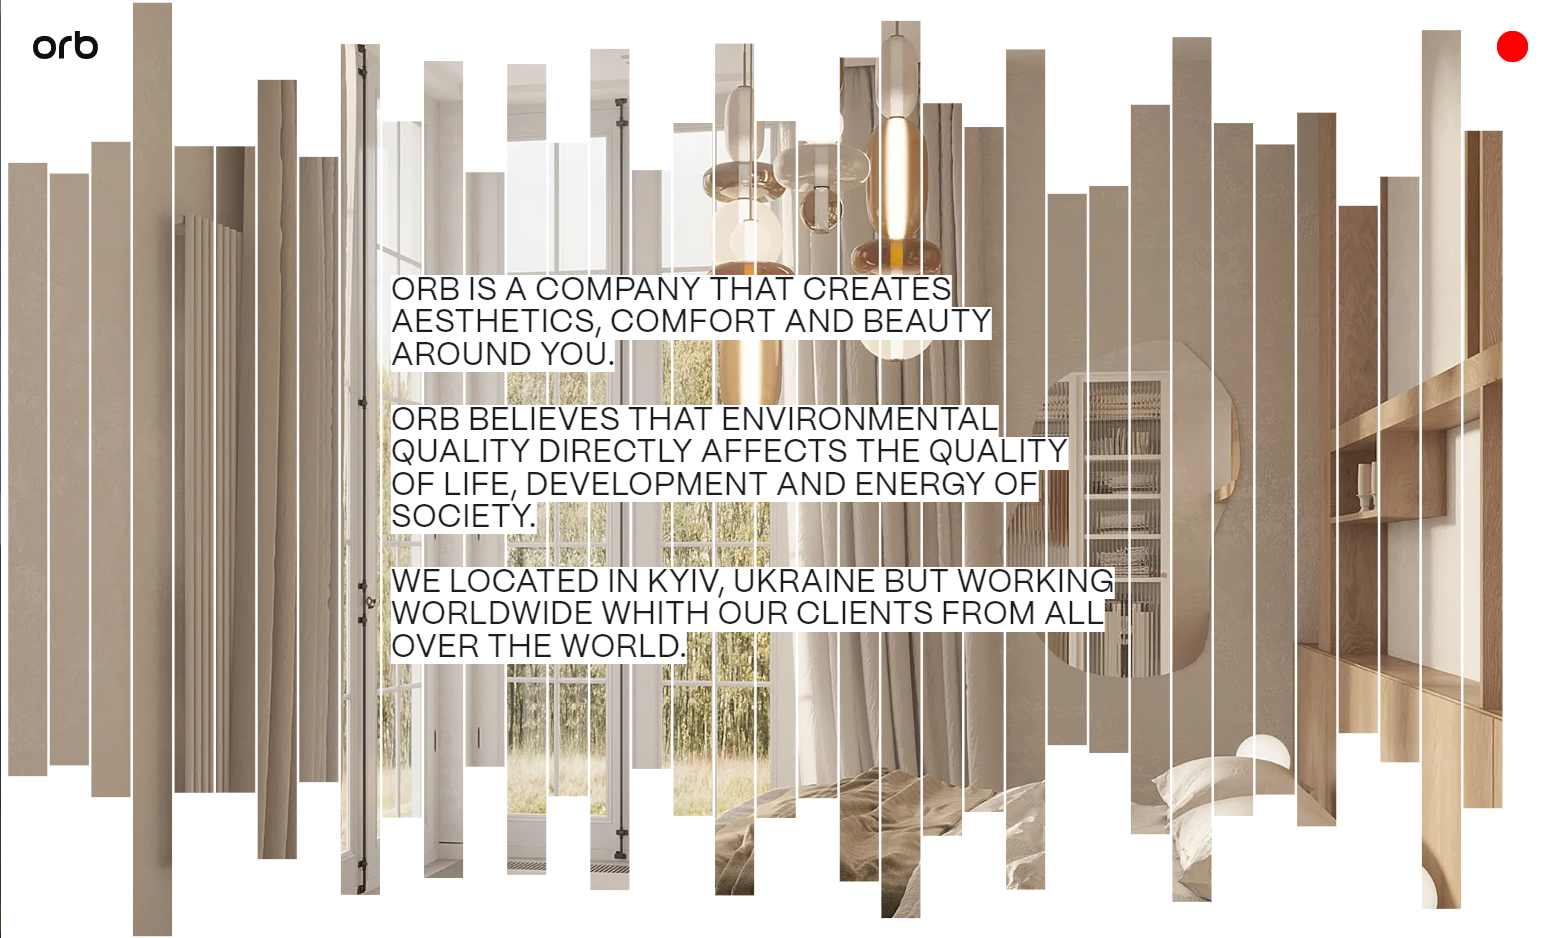 orb
ORB IS A COMPANY THAT CREATES
AESTHETICS, COMFORT AND BEAUTY
AROUND YOU.
ORB BELIEVES THAT ENVIRONMENTAL
QUALITY DIRECTLY AFFECTS THE QUALITY
OF LIFE, DEVELOPMENT AND ENERGY OF
SOCIETY.
WE LOCATED IN KYIV, UKRAINE BUT WORKING
WORLDWIDE WHITH OUR CLIENTS FROM ALL
OVER THE WORLD.